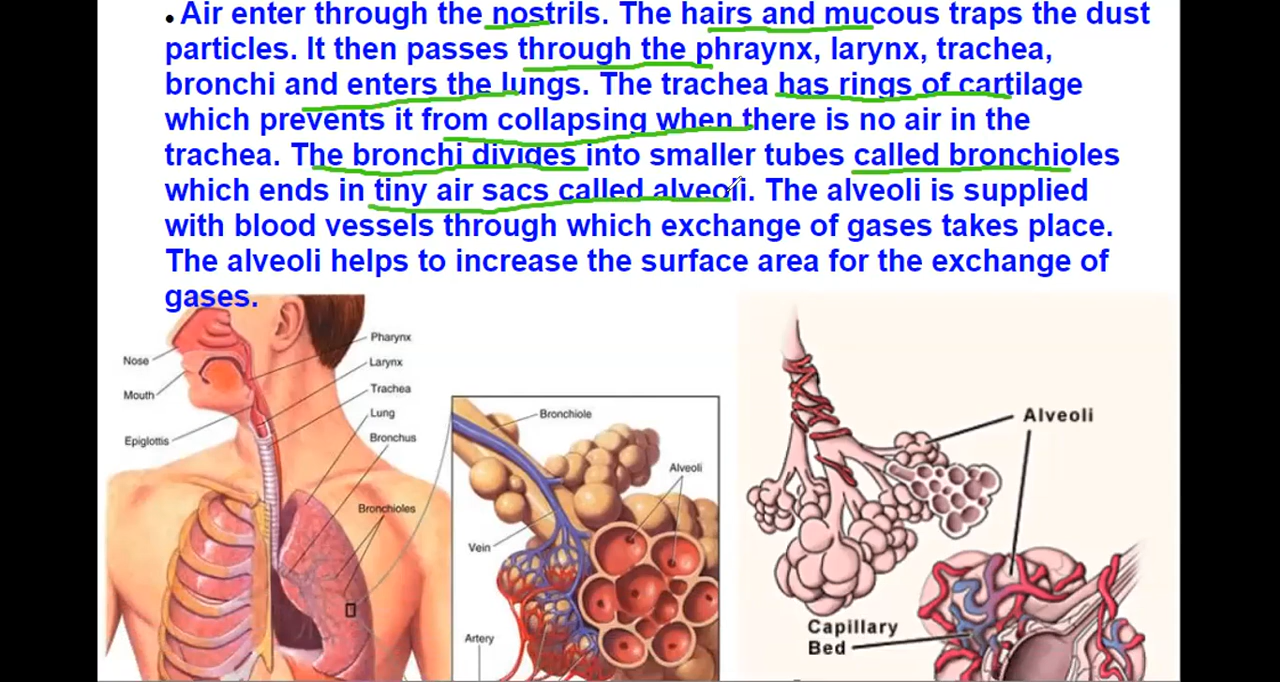 • Air enter through the nostrils. The hairs and mucous traps the dust
particles. It then passes through the phraynx, larynx, trachea,
bronchi and enters the lungs. The trachea has rings of cartilage
which prevents it from collapsing when there is no air in the
trachea. The bronchi divides into smaller tubes called bronchioles
which ends in tiny air sacs called alveoli. The alveoli is supplied
with blood vessels through which exchange of gases takes place.
The alveoli helps to increase the surface area for the exchange of
gases.
Nose
Mouth
Epiglottis
Pharynx
Larynx
Trachea
Lung
Bronchus
Bronchioles
Bronchiole
Alveoli
Vein
Artery
Alveoli
Capillary
Bed